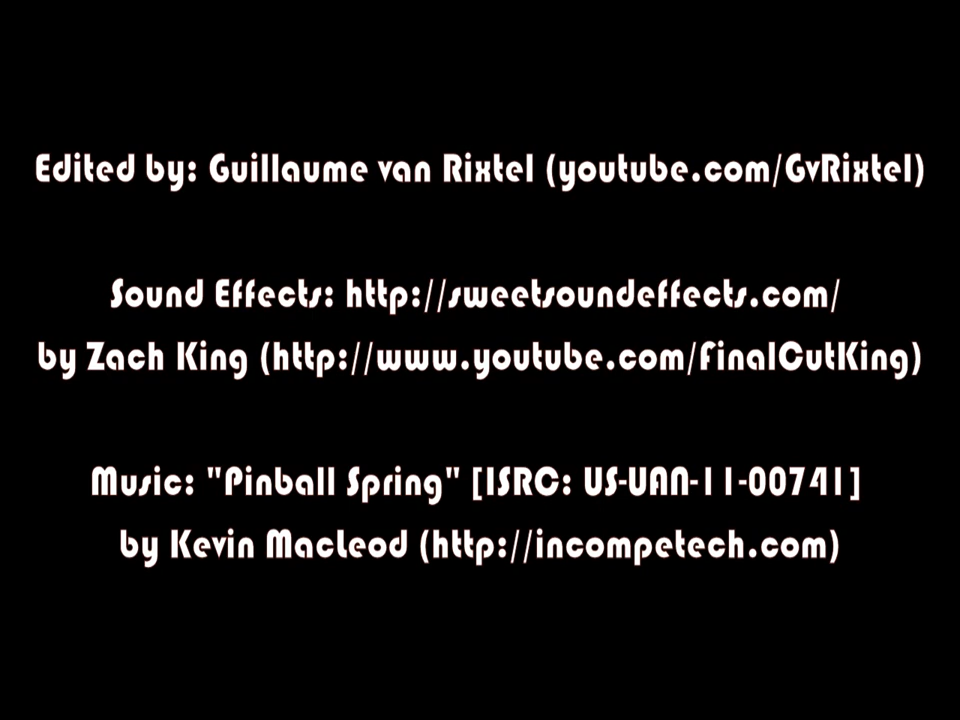 Edited by: Guillaume van Rixtel (youtube.com/GvRixtel)
Sound Effects: http://sweetsoundeffects.com/
by Zach King (http://www.youtube.com/FinalCutKing)
Music: "Pinball Spring" [ISRC: US-UAN-11-00741]
by Kevin MacLeod (http://incompetech.com)